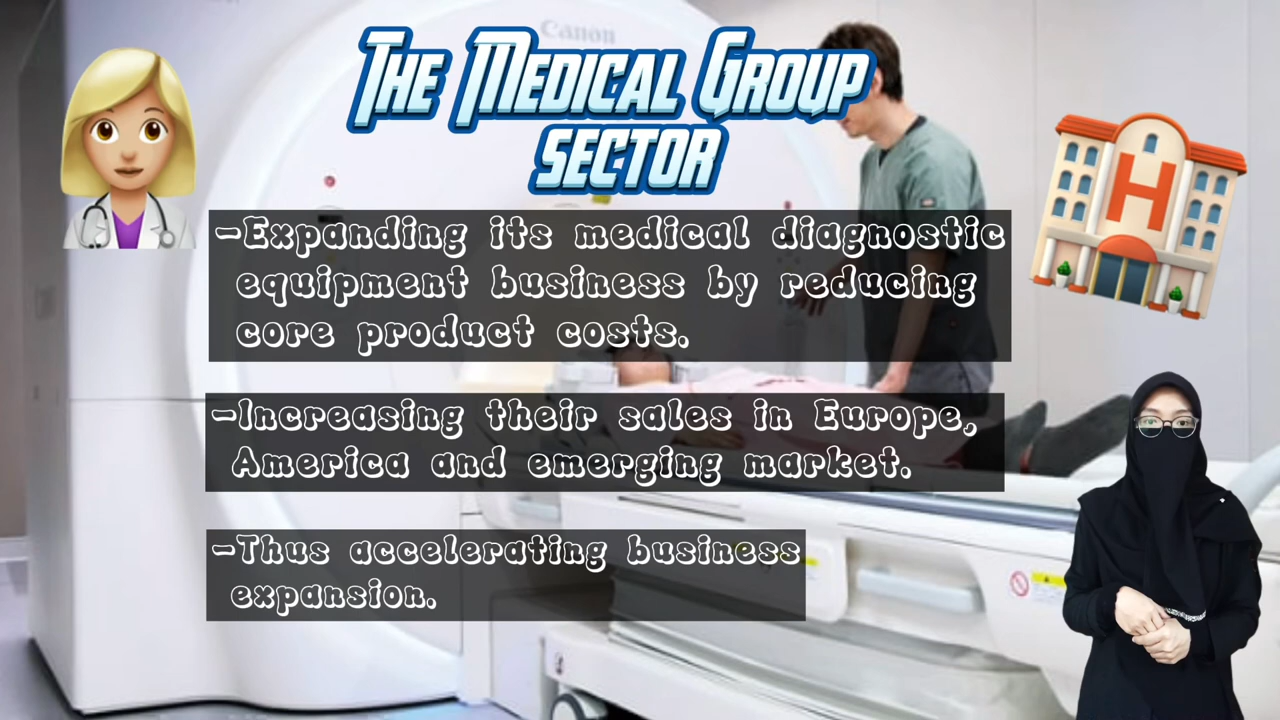 Canon
THE MEDICAL GROUP
SECTOR
-Expanding its medical diagnostic
equipment business by reducing
core product costs.
-Increasing their sales in Europe,
America and emerging market.
-Thus accelerating business
expansion.
H